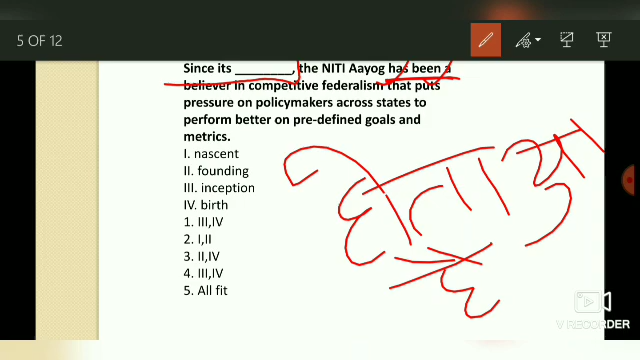 5 OF 12
Since its ________, the NITI Aayog has been a
believer in competitive federalism that puts
pressure on policymakers across states to
perform better on pre-defined goals and
metrics.
I. nascent
II. founding
III. inception
IV. birth
1. III,IV
2. I,II
3. II,IV
4. III,IV
5. All fit
V RECORDER